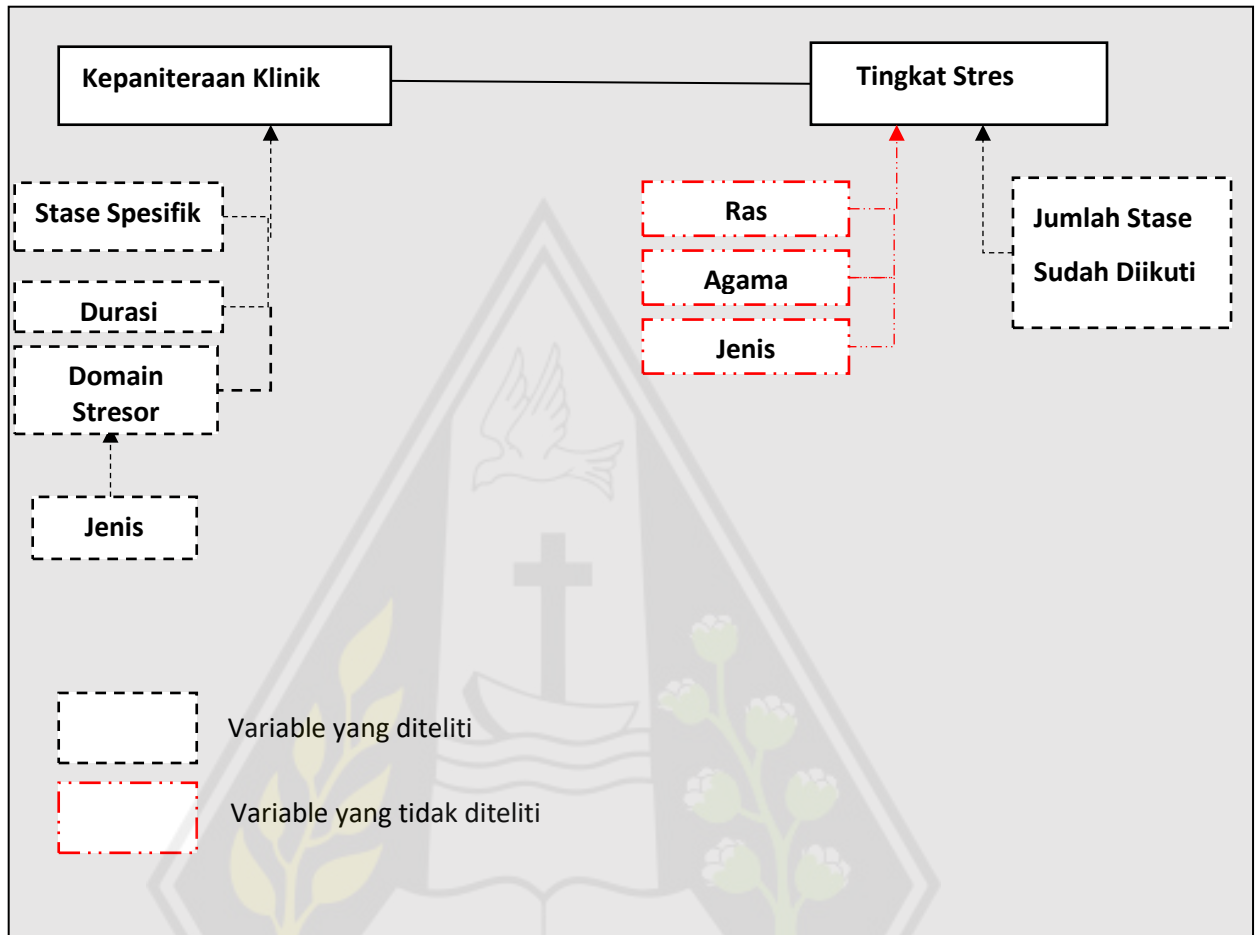 Kepaniteraan Klinik
Tingkat Stres
Stase Spesifik
Durasi
Domain
Stresor
Jenis
Ras
Agama
Jenis
Jumlah Stase
Sudah Diikuti
Variable yang diteliti
Variable yang tidak diteliti